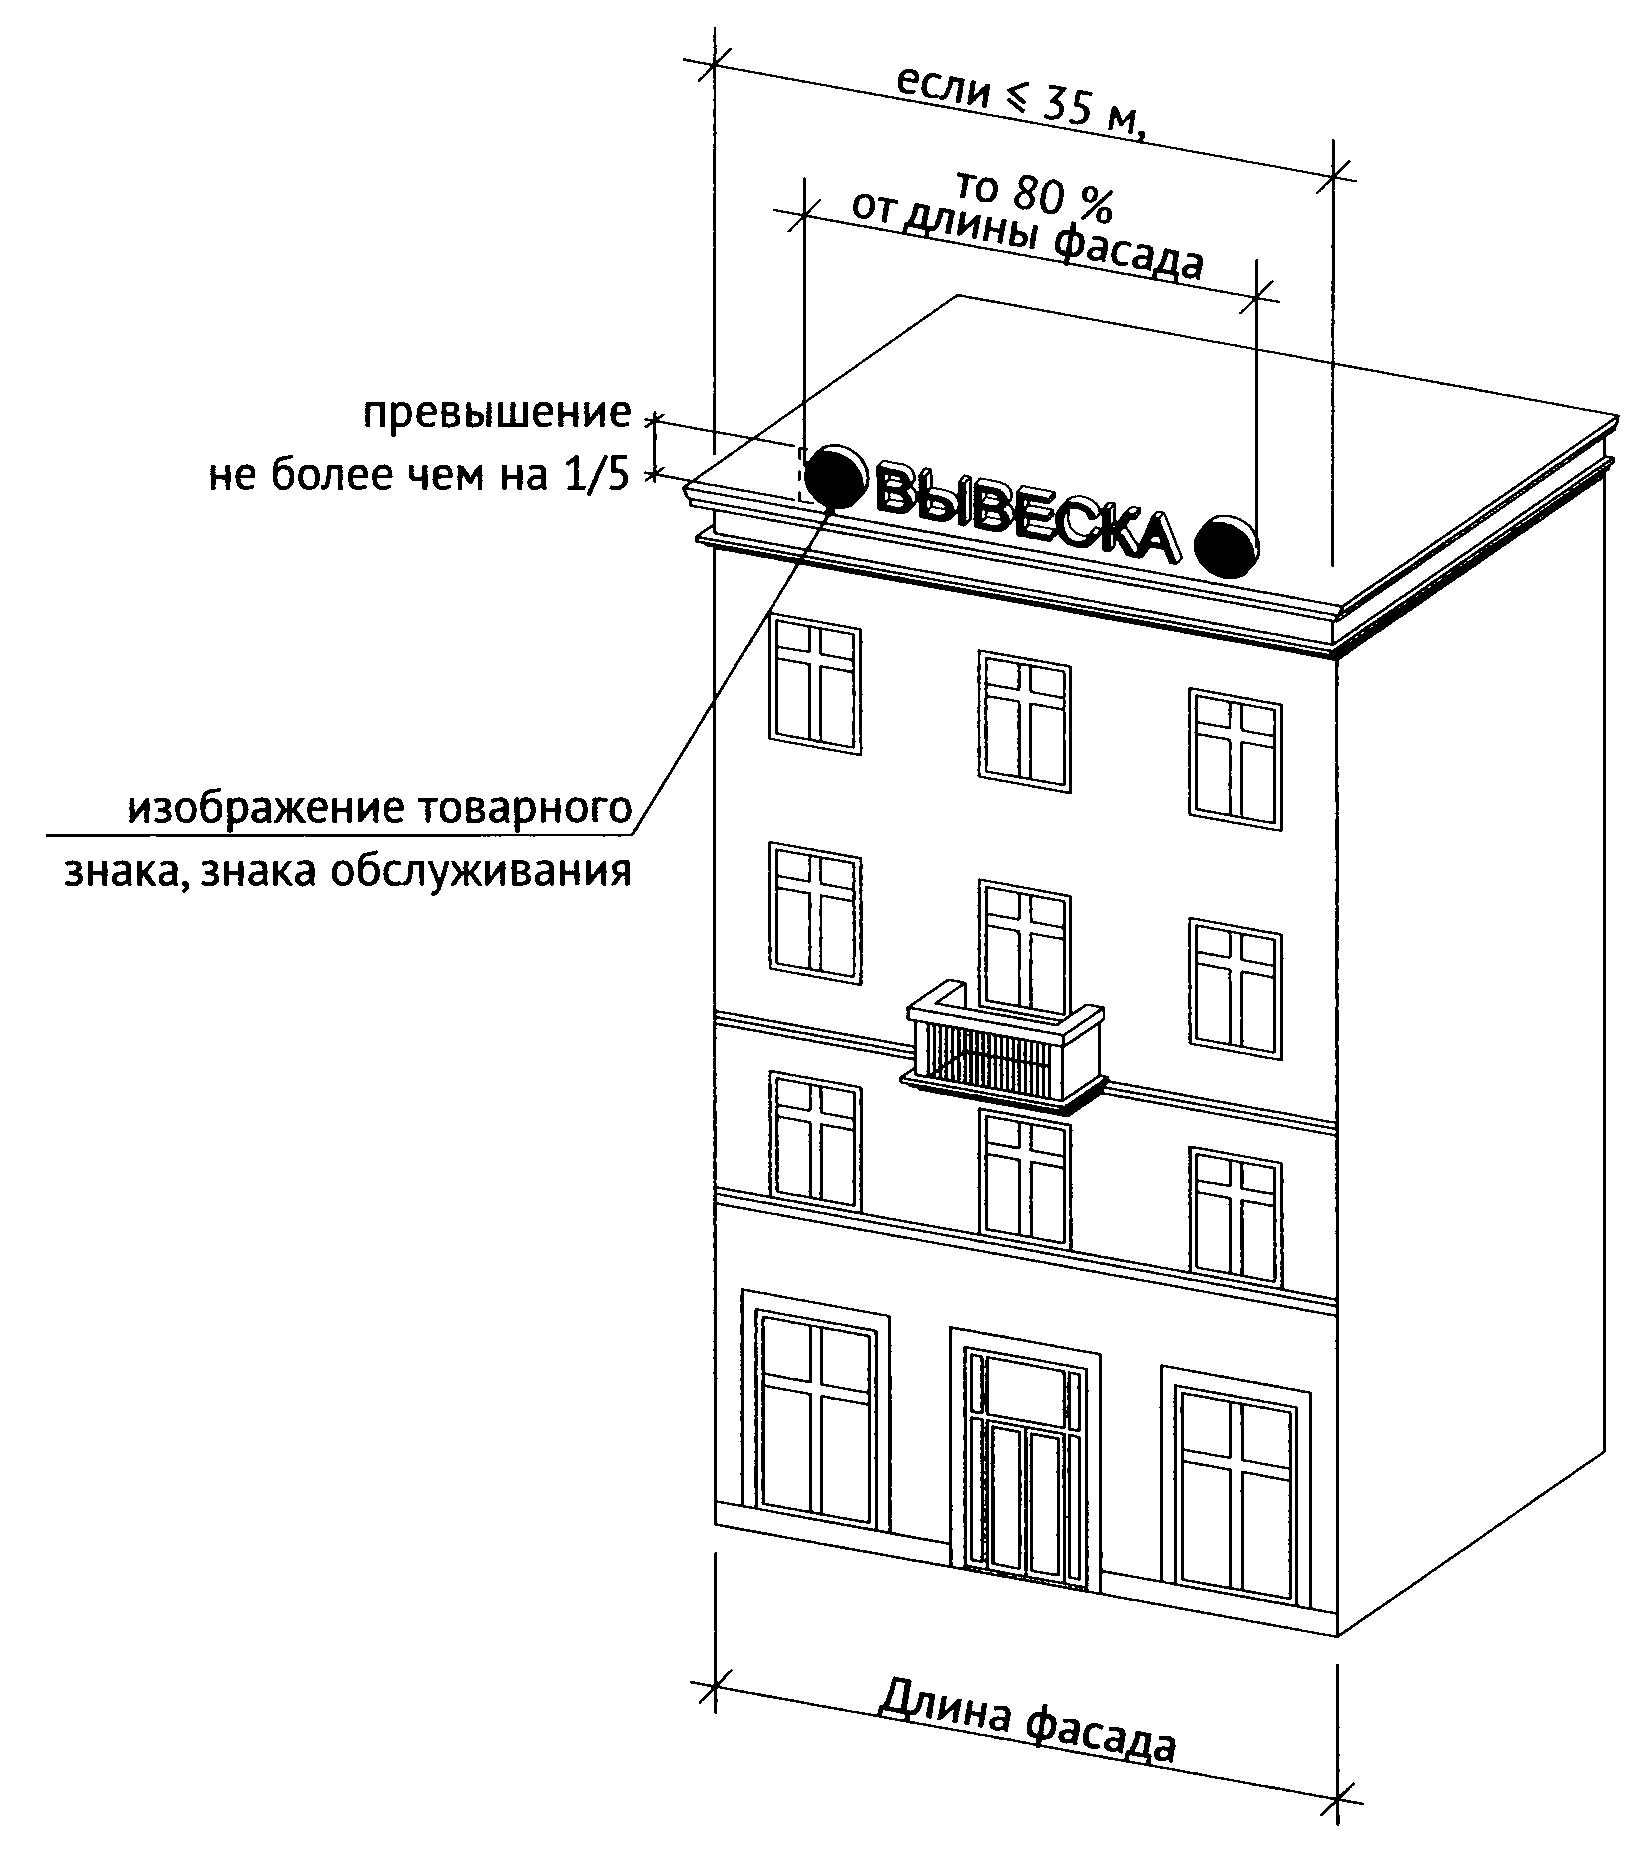 если ⩽ 35 м,
то 80 %
от длины фасада
превышение
не более чем на 1/5
ВЫВЕСКА
изображение товарного
знака, знака обслуживания
Длина фасада